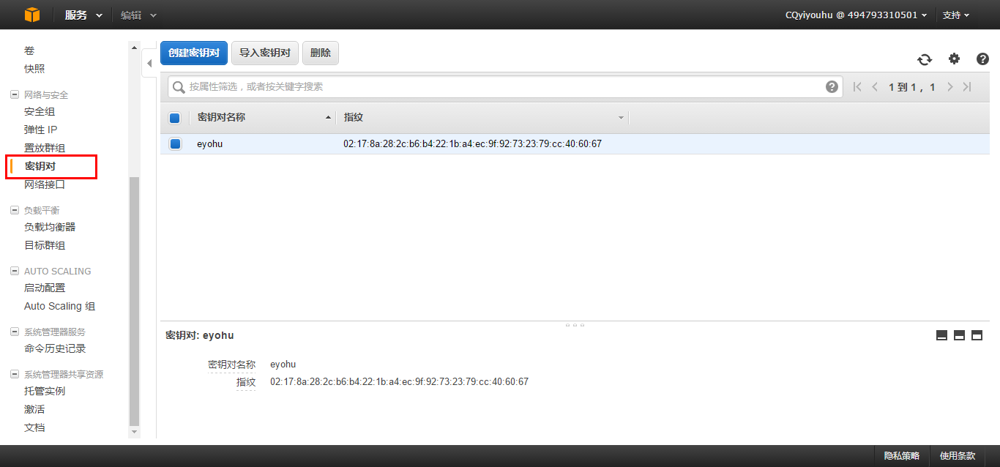 服务 编辑 CQyiyouhu @ 494793310501 支持
卷
快照
网络与安全
安全组
弹性 IP
置放群组
密钥对
网络接口
负载平衡
负载均衡器
目标群组
AUTO SCALING
启动配置
Auto Scaling 组
系统管理器服务
命令历史记录
系统管理器共享资源
托管实例
激活
文档
创建密钥对 导入密钥对 删除
按属性筛选，或者按关键字搜索 1 到 1， 1
密钥对名称 指纹
eyohu 02:17:8a:28:2c:b6:b4:22:1b:a4:ec:9f:92:73:23:79:cc:40:60:67
密钥对: eyohu
密钥对名称 eyohu
指纹 02:17:8a:28:2c:b6:b4:22:1b:a4:ec:9f:92:73:23:79:cc:40:60:67
隐私策略 使用条款